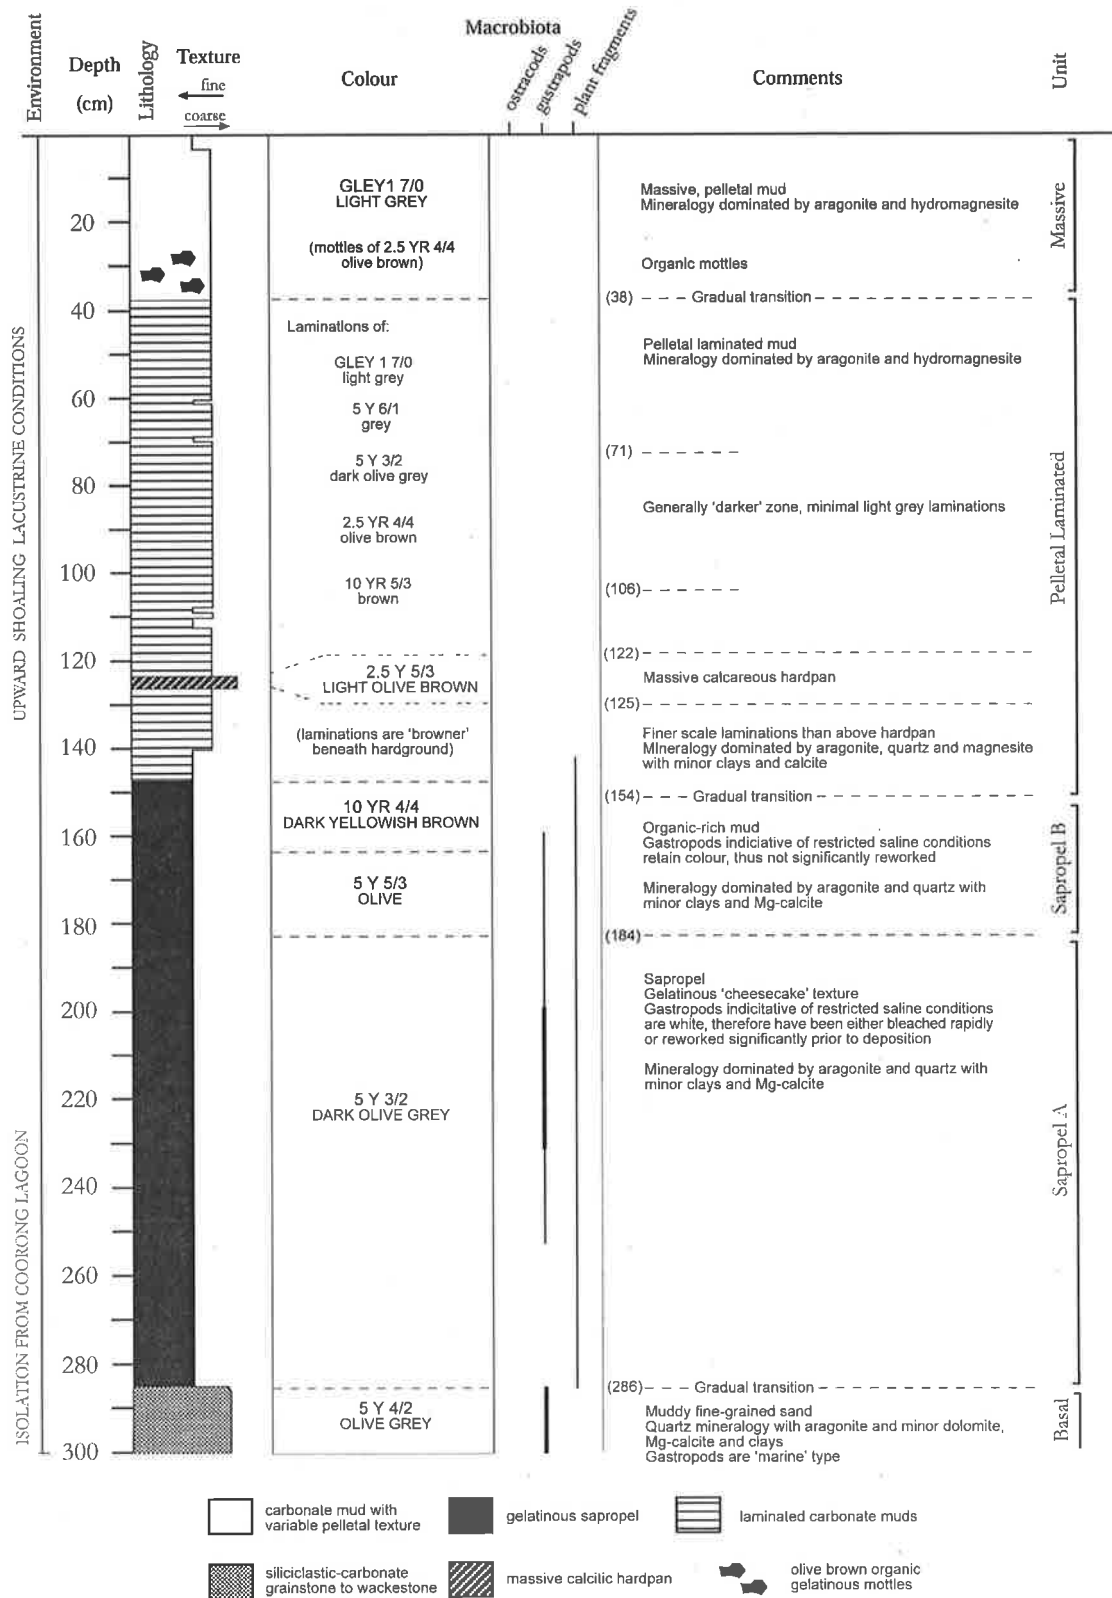 Macrobiota
Environment
Depth
(cm)
Lithology
Texture
fine
coarse
Colour
ostracods
gastrapods
plant fragments
Comments
Unit
UPWARD SHOALING LACUSTRINE CONDITIONS
ISOLATION FROM COORONG LAGOON
20
40
60
80
100
120
140
160
180
200
220
240
260
280
300
GLEY1 7/0
LIGHT GREY
(mottles of 2.5 YR 4/4
olive brown)
Laminations of:
GLEY 1 7/0
light grey
5 Y 6/1
grey
5 Y 3/2
dark olive grey
2.5 YR 4/4
olive brown
10 YR 5/3
brown
2.5 Y 5/3
LIGHT OLIVE BROWN
(laminations are 'browner'
beneath hardground)
10 YR 4/4
DARK YELLOWISH BROWN
5 Y 5/3
OLIVE
5 Y 3/2
DARK OLIVE GREY
5 Y 4/2
OLIVE GREY
Massive, pelletal mud
Mineralogy dominated by aragonite and hydromagnesite
Organic mottles
(38) Gradual transition
Pelletal laminated mud
Mineralogy dominated by aragonite and hydromagnesite
(71)
Generally 'darker' zone, minimal light grey laminations
(106)
(122)
Massive calcareous hardpan
(125)
Finer scale laminations than above hardpan
Mineralogy dominated by aragonite, quartz and magnesite
with minor clays and calcite
(154) Gradual transition
Organic-rich mud
Gastropods indiciative of restricted saline conditions
retain colour, thus not significantly reworked
Mineralogy dominated by aragonite and quartz with
minor clays and Mg-calcite
(184)
Sapropel
Gelatinous 'cheesecake' texture
Gastropods indicitative of restricted saline conditions
are white, therefore have been either bleached rapidly
or reworked significantly prior to deposition
Mineralogy dominated by aragonite and quartz with
minor clays and Mg-calcite
(286) Gradual transition
Muddy fine-grained sand
Quartz mineralogy with aragonite and minor dolomite,
Mg-calcite and clays
Gastropods are 'marine' type
Massive
Pelletal Laminated
Sapropel B
Sapropel A
Basal
carbonate mud with
variable pelletal texture
gelatinous sapropel
laminated carbonate muds
siliciclastic-carbonate
grainstone to wackestone
massive calcitic hardpan
olive brown organic
gelatinous mottles